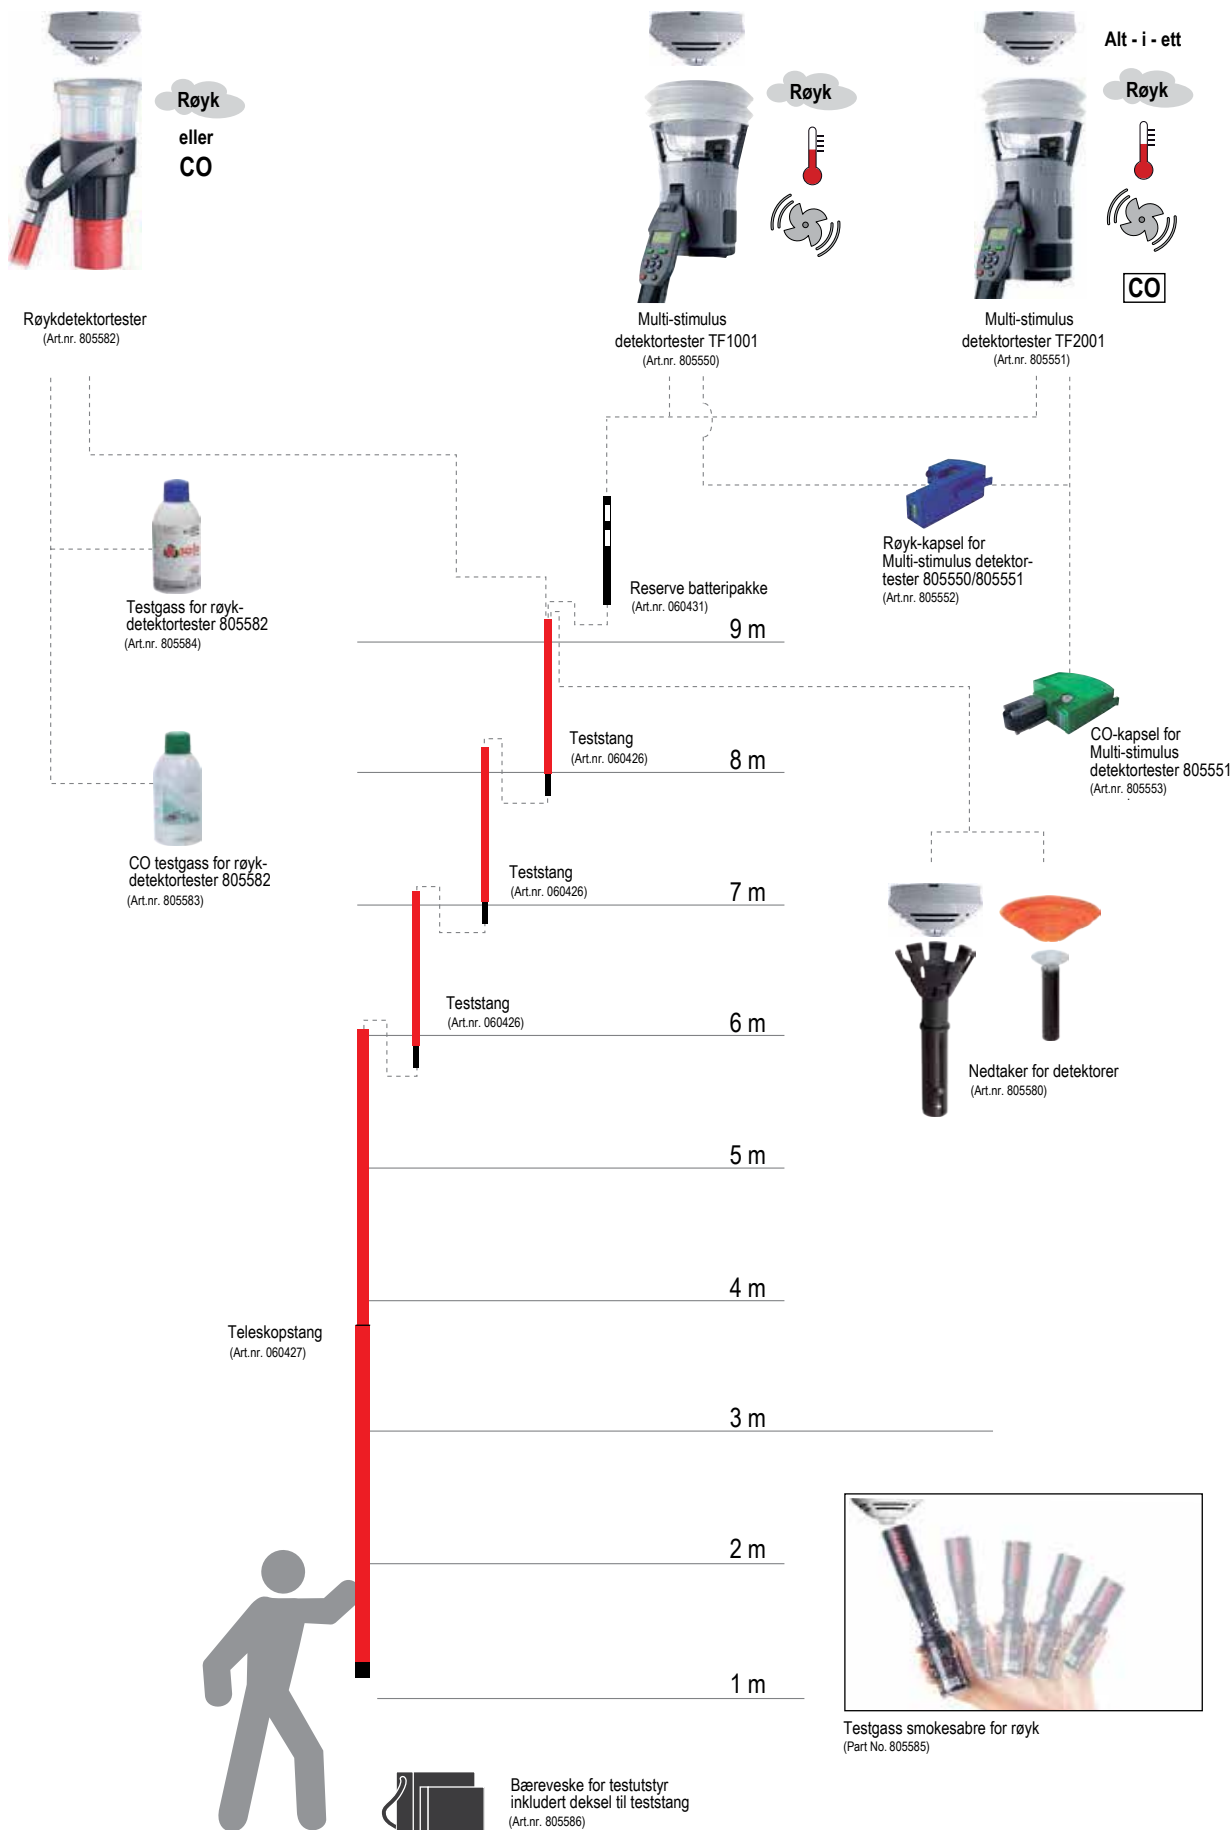 Alt - i - ett
Røyk
eller
CO
Røyk
Røyk
CO
Røykdetektortester
(Art.nr. 805582)
Multi-stimulus
detektortester TF1001
(Art.nr. 805550)
Multi-stimulus
detektortester TF2001
(Art.nr. 805551)
Testgass for røyk-
detektortester 805582
(Art.nr. 805584)
Reserve batteripakke
(Art.nr. 060431)
Røyk-kapsel for
Multi-stimulus detektor-
tester 805550/805551
(Art.nr. 805552)
9 m
Teststang
(Art.nr. 060426)
8 m
CO-kapsel for
Multi-stimulus
detektortester 805551
(Art.nr. 805553)
CO testgass for røyk-
detektortester 805582
(Art.nr. 805583)
Teststang
(Art.nr. 060426)
7 m
Teststang
(Art.nr. 060426)
6 m
Nedtaker for detektorer
(Art.nr. 805580)
5 m
4 m
Teleskopstang
(Art.nr. 060427)
3 m
2 m
1 m
Testgass smokesabre for røyk
(Part No. 805585)
Bæreveske for testutstyr
inkludert deksel til teststang
(Art.nr. 805586)